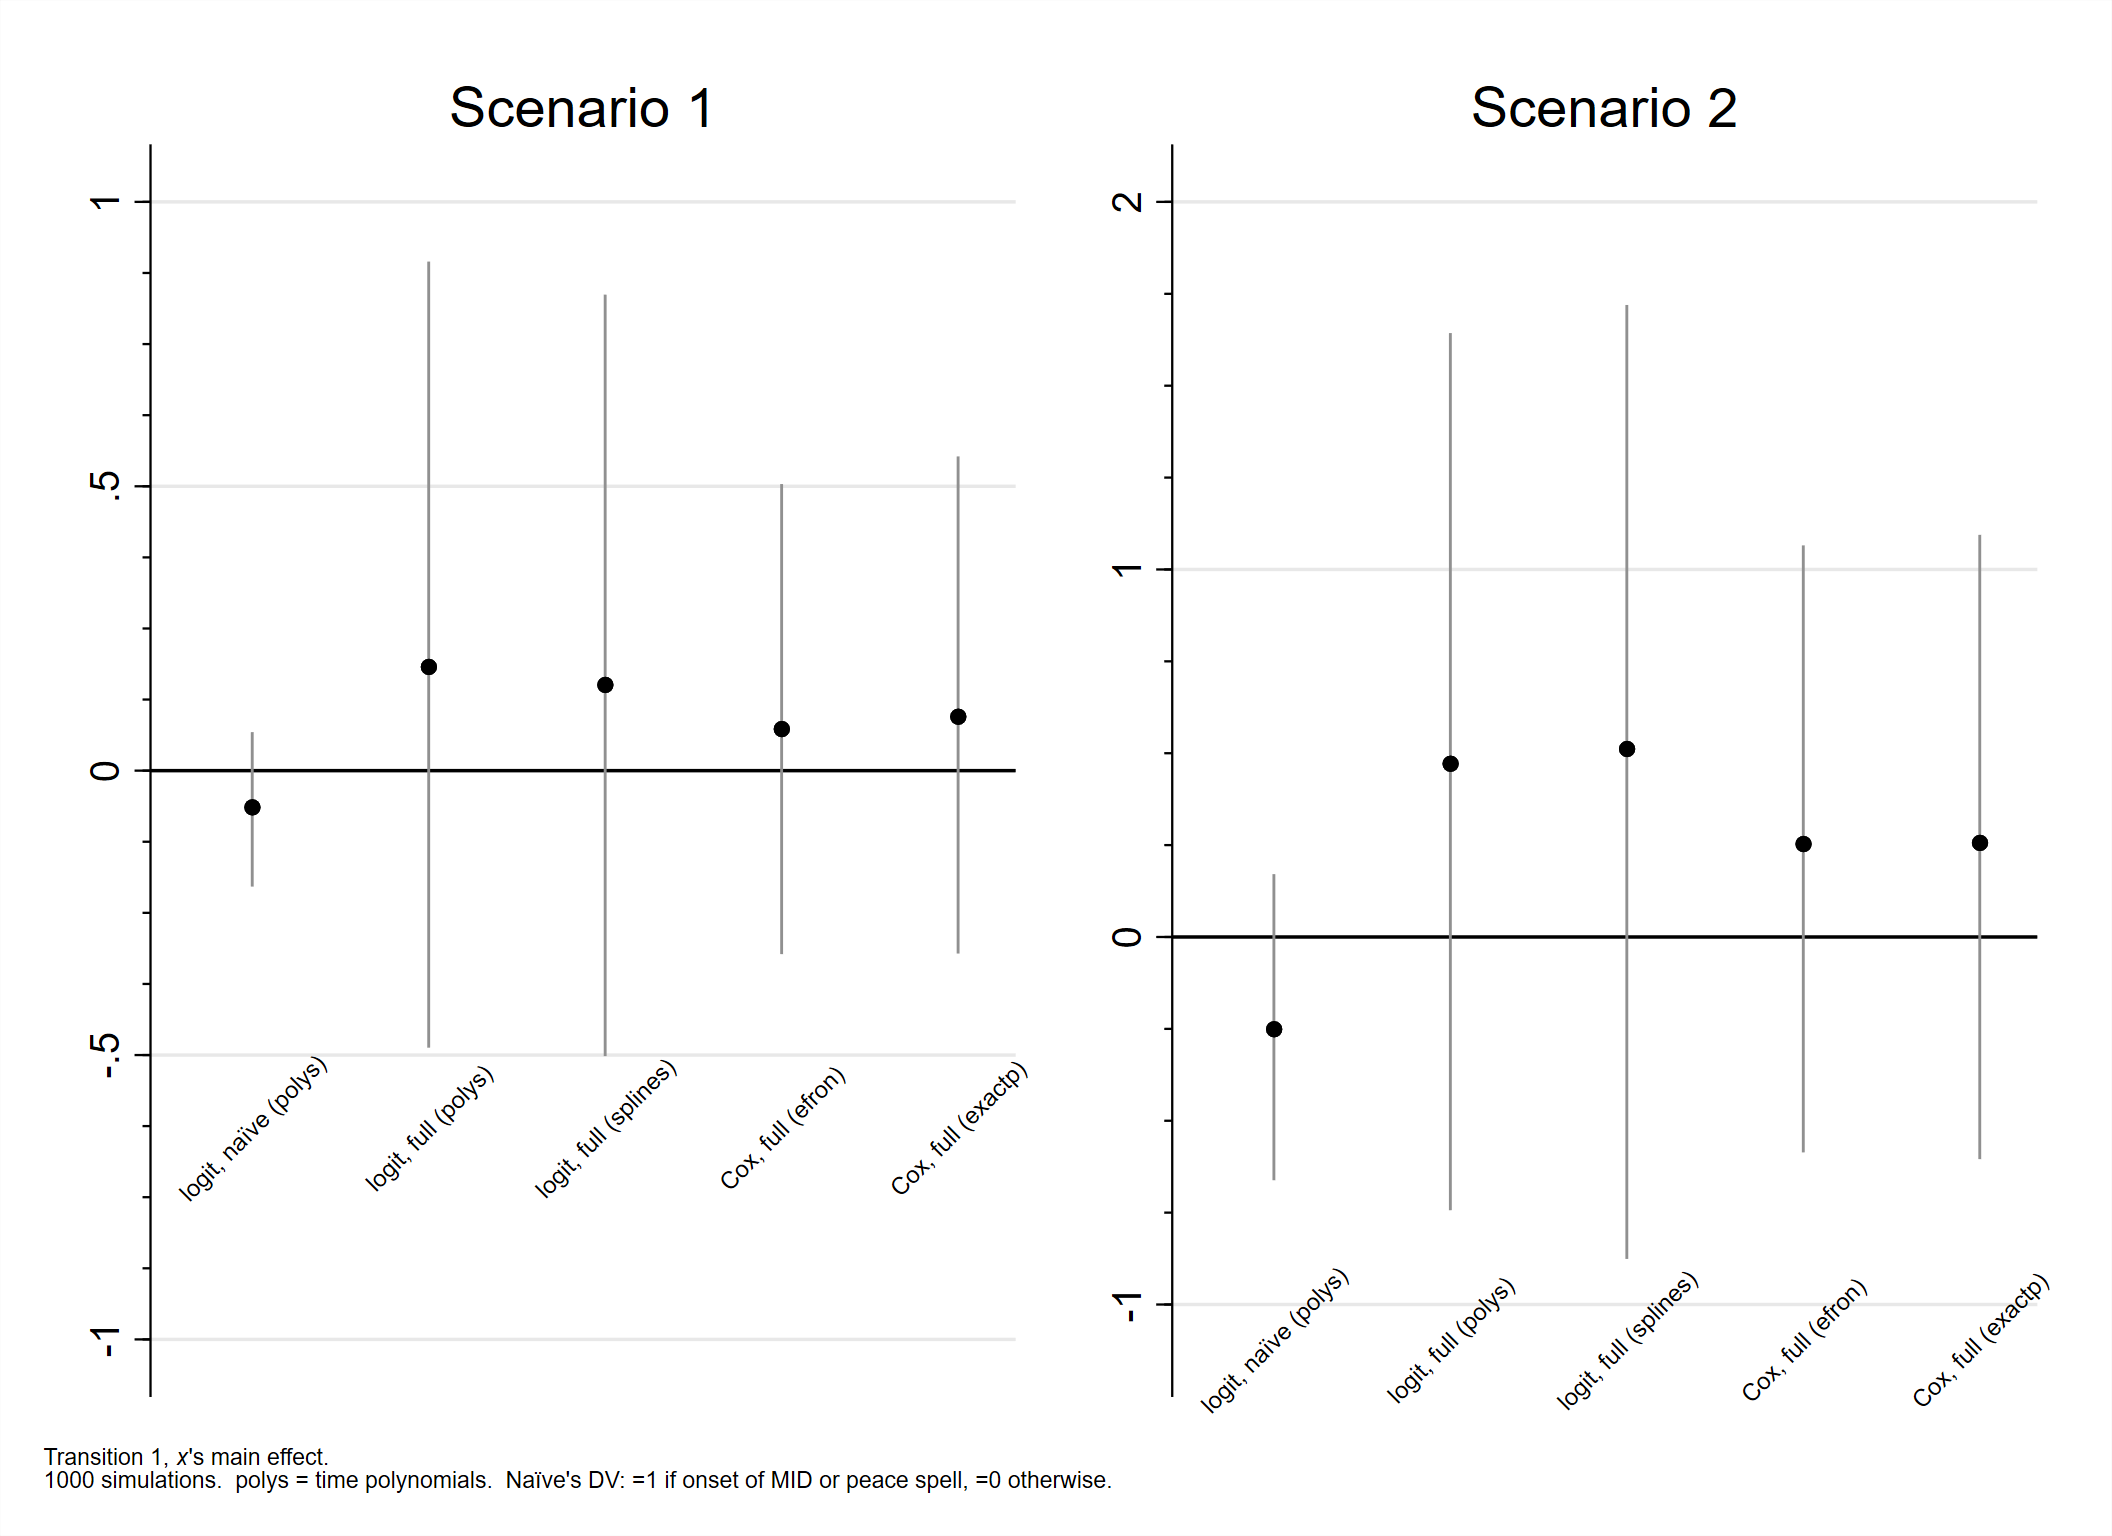 Scenario 1
1
.5
0
-.5
-1
logit, naïve (polys)
logit, full (polys)
logit, full (splines)
Cox, full (efron)
Cox, full (exactp)
Scenario 2
2
1
0
-1
logit, naïve (polys)
logit, full (polys)
logit, full (splines)
Cox, full (efron)
Cox, full (exactp)
Transition 1, x's main effect.
1000 simulations.  polys = time polynomials.  Naïve's DV: =1 if onset of MID or peace spell, =0 otherwise.